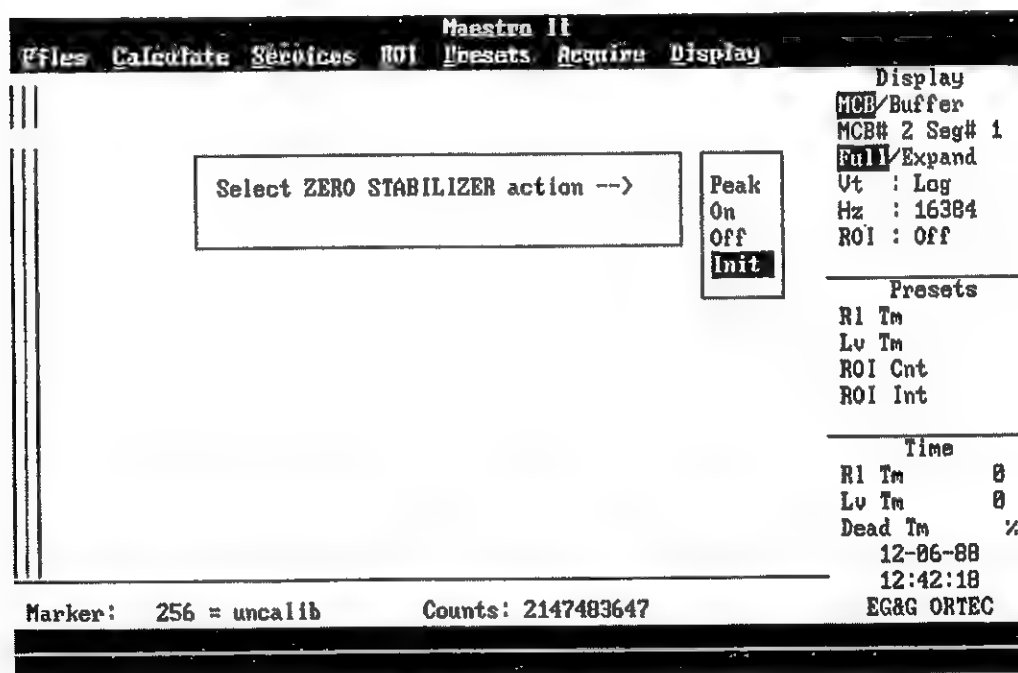 Maestro II
Files Calculate Services ROI Presets Acquire Display
Display
MCB/Buffer
MCB# 2 Seg# 1
Full/Expand
Vt : Log
Hz : 16384
ROI : Off
Select ZERO STABILIZER action -->
Peak
On
Off
Init
Presets
Rl Tm
Lv Tm
ROI Cnt
ROI Int
Time
Rl Tm 0
Lv Tm 0
Dead Tm %
12-06-88
12:42:18
EG&G ORTEC
Marker: 256 = uncalib Counts: 2147483647